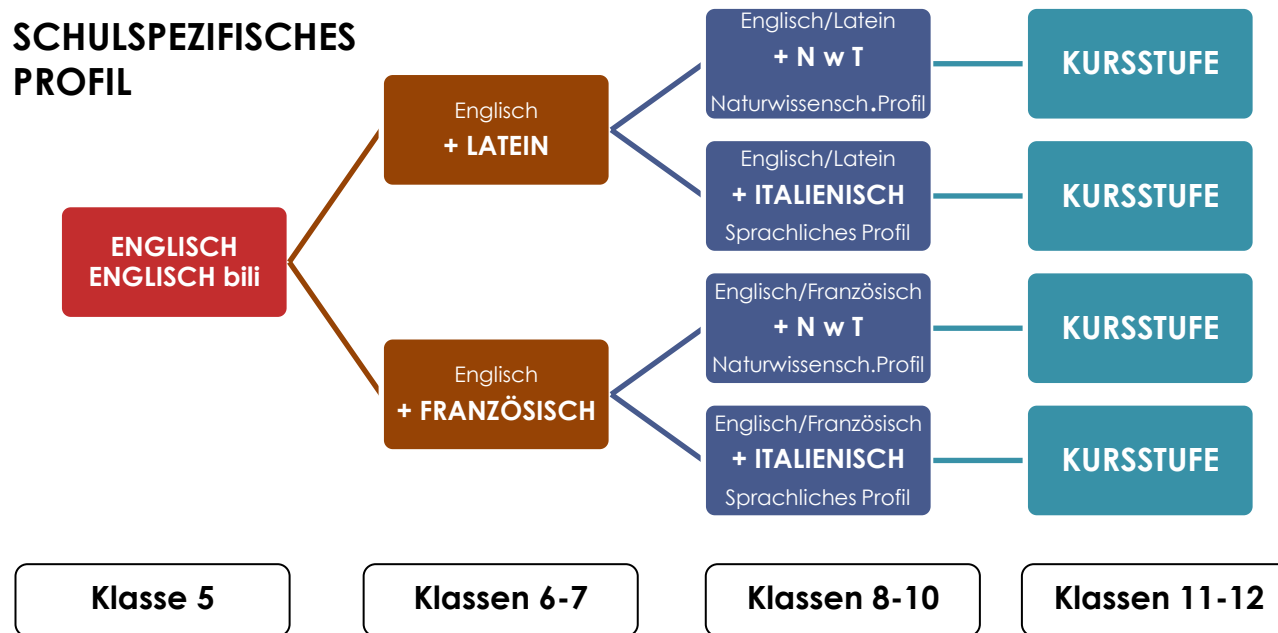 SCHULSPEZIFISCHES
PROFIL
ENGLISCH
ENGLISCH bili
Englisch
+ LATEIN
Englisch
+ FRANZÖSISCH
Englisch/Latein
+ N w T
Naturwissensch.Profil
Englisch/Latein
+ ITALIENISCH
Sprachliches Profil
Englisch/Französisch
+ N w T
Naturwissensch.Profil
Englisch/Französisch
+ ITALIENISCH
Sprachliches Profil
KURSSTUFE
KURSSTUFE
KURSSTUFE
KURSSTUFE
Klasse 5
Klassen 6-7
Klassen 8-10
Klassen 11-12